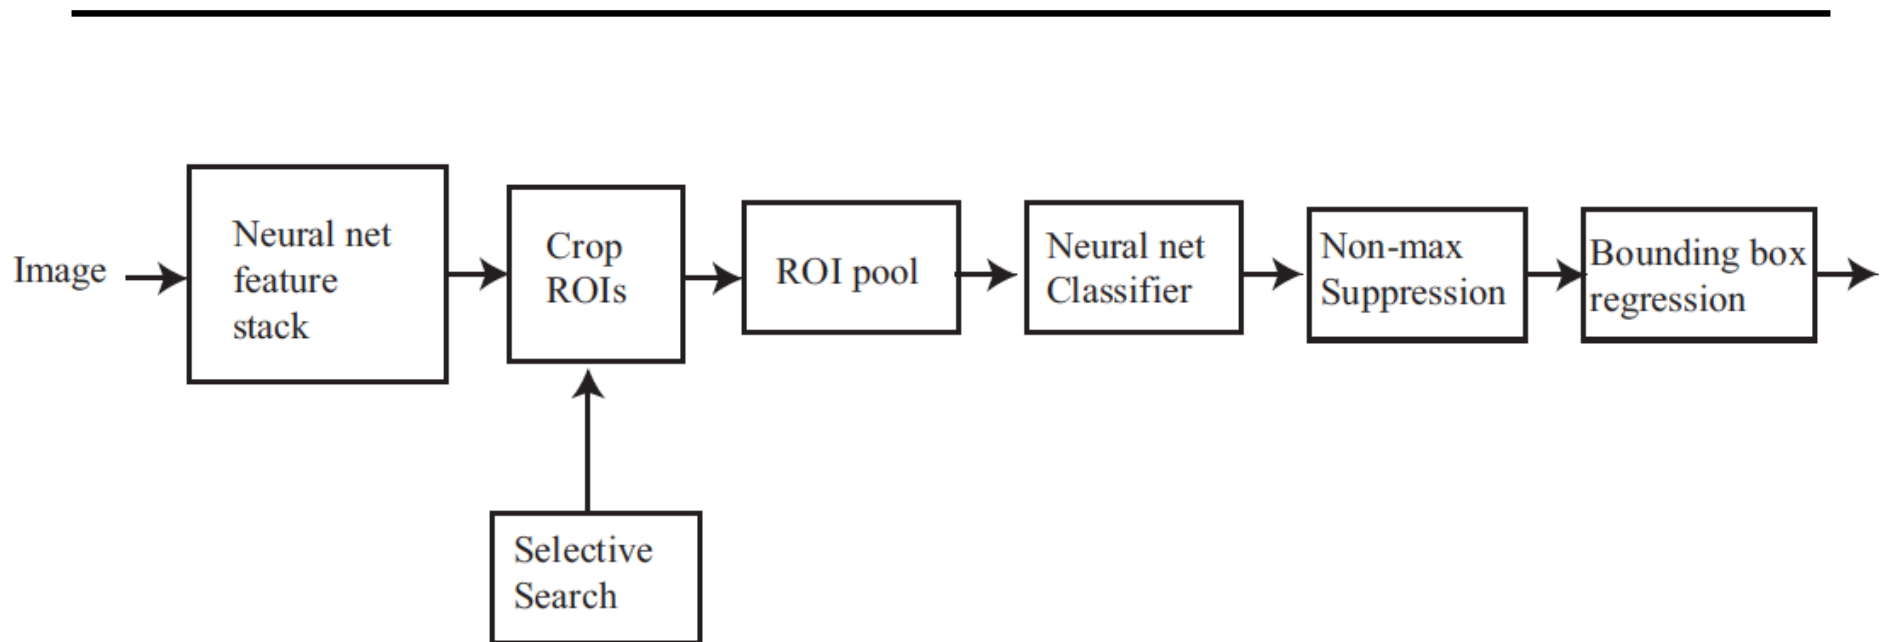 Image
Neural net
feature
stack
Crop
ROIs
ROI pool
Neural net
Classifier
Non-max
Suppression
Bounding box
regression
Selective
Search